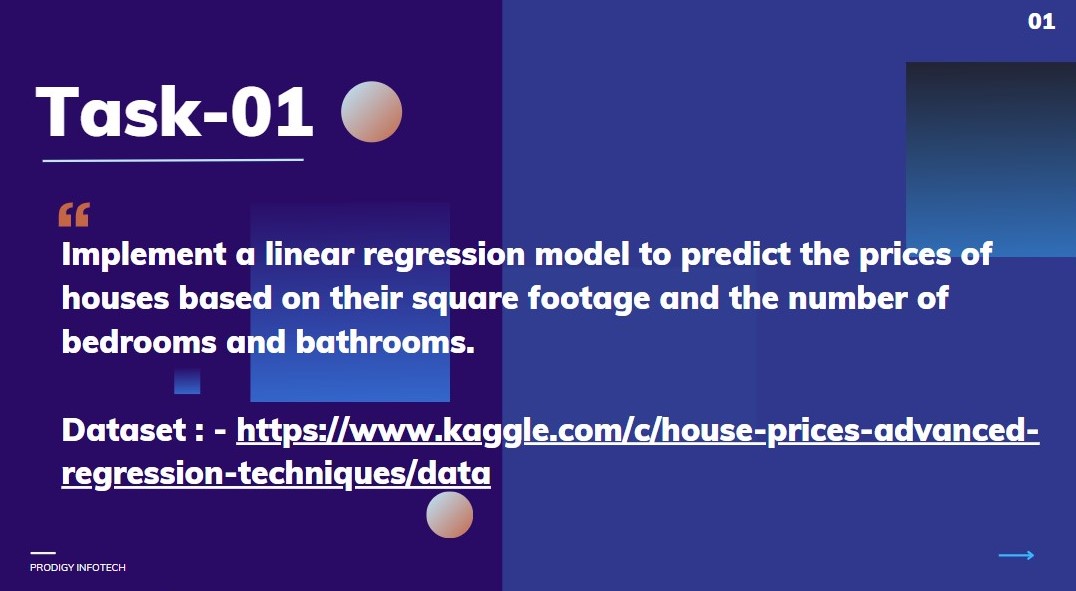 01
Task-01
“
Implement a linear regression model to predict the prices of
houses based on their square footage and the number of
bedrooms and bathrooms.
Dataset : - https://www.kaggle.com/c/house-prices-advanced-
regression-techniques/data
PRODIGY INFOTECH